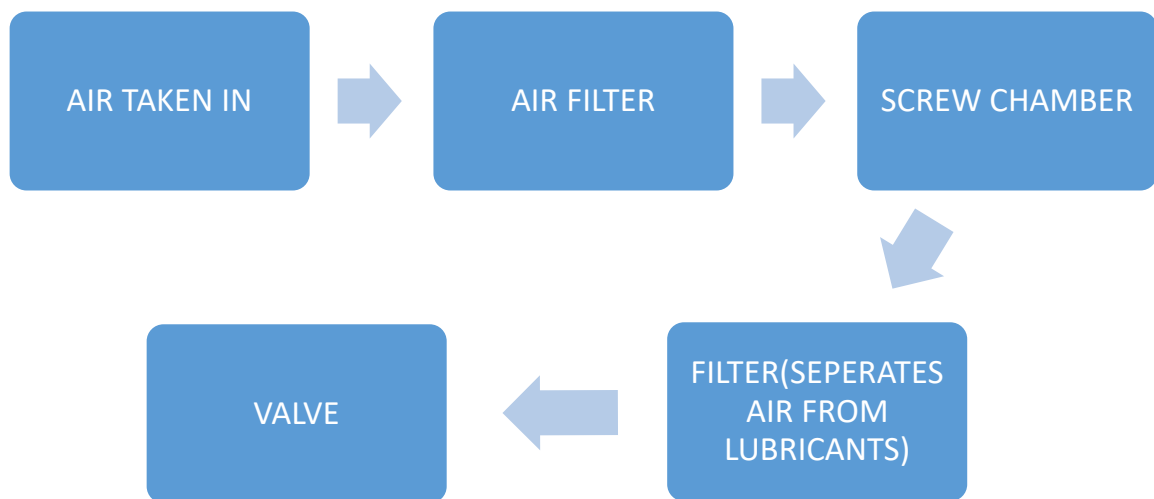 AIR TAKEN IN
AIR FILTER
SCREW CHAMBER
FILTER(SEPERATES
AIR FROM
LUBRICANTS)
VALVE